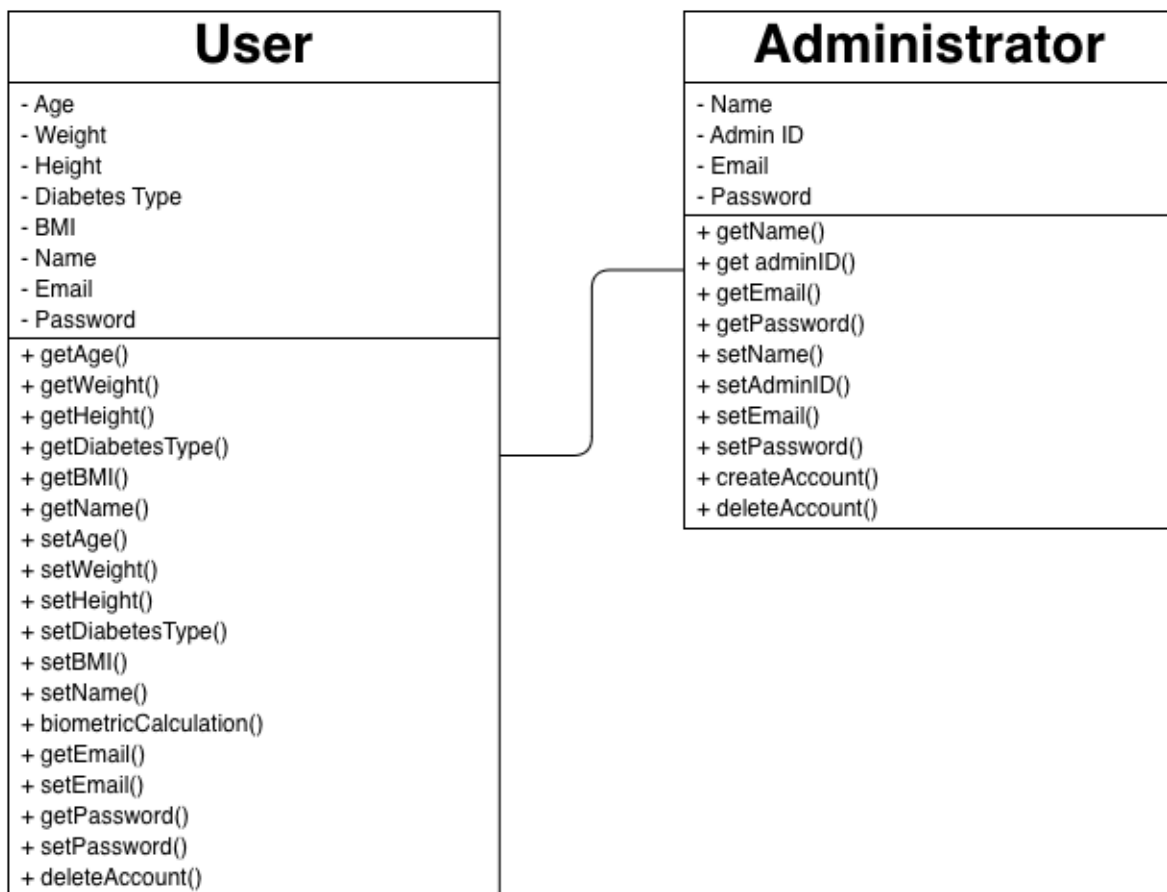 User
- Age
- Weight
- Height
- Diabetes Type
- BMI
- Name
- Email
- Password
+ getAge()
+ getWeight()
+ getHeight()
+ getDiabetesType()
+ getBMI()
+ getName()
+ setAge()
+ setWeight()
+ setHeight()
+ setDiabetesType()
+ setBMI()
+ setName()
+ biometricCalculation()
+ getEmail()
+ setEmail()
+ getPassword()
+ setPassword()
+ deleteAccount()
Administrator
- Name
- Admin ID
- Email
- Password
+ getName()
+ get adminID()
+ getEmail()
+ getPassword()
+ setName()
+ setAdminID()
+ setEmail()
+ setPassword()
+ createAccount()
+ deleteAccount()